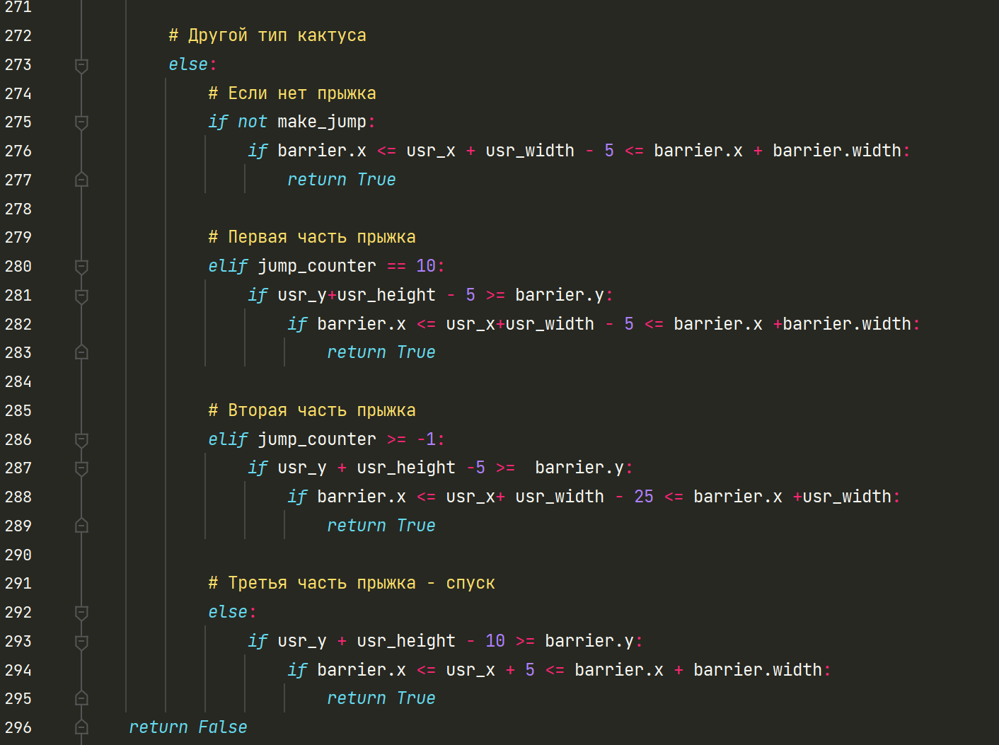 271
272 # Другой тип кактуса
273 else:
274 # Если нет прыжка
275 if not make_jump:
276 if barrier.x <= usr_x + usr_width - 5 <= barrier.x + barrier.width:
277 return True
278
279 # Первая часть прыжка
280 elif jump_counter == 10:
281 if usr_y+usr_height - 5 >= barrier.y:
282 if barrier.x <= usr_x+usr_width - 5 <= barrier.x +barrier.width:
283 return True
284
285 # Вторая часть прыжка
286 elif jump_counter >= -1:
287 if usr_y + usr_height -5 >=  barrier.y:
288 if barrier.x <= usr_x+ usr_width - 25 <= barrier.x +usr_width:
289 return True
290
291 # Третья часть прыжка - спуск
292 else:
293 if usr_y + usr_height - 10 >= barrier.y:
294 if barrier.x <= usr_x + 5 <= barrier.x + barrier.width:
295 return True
296 return False